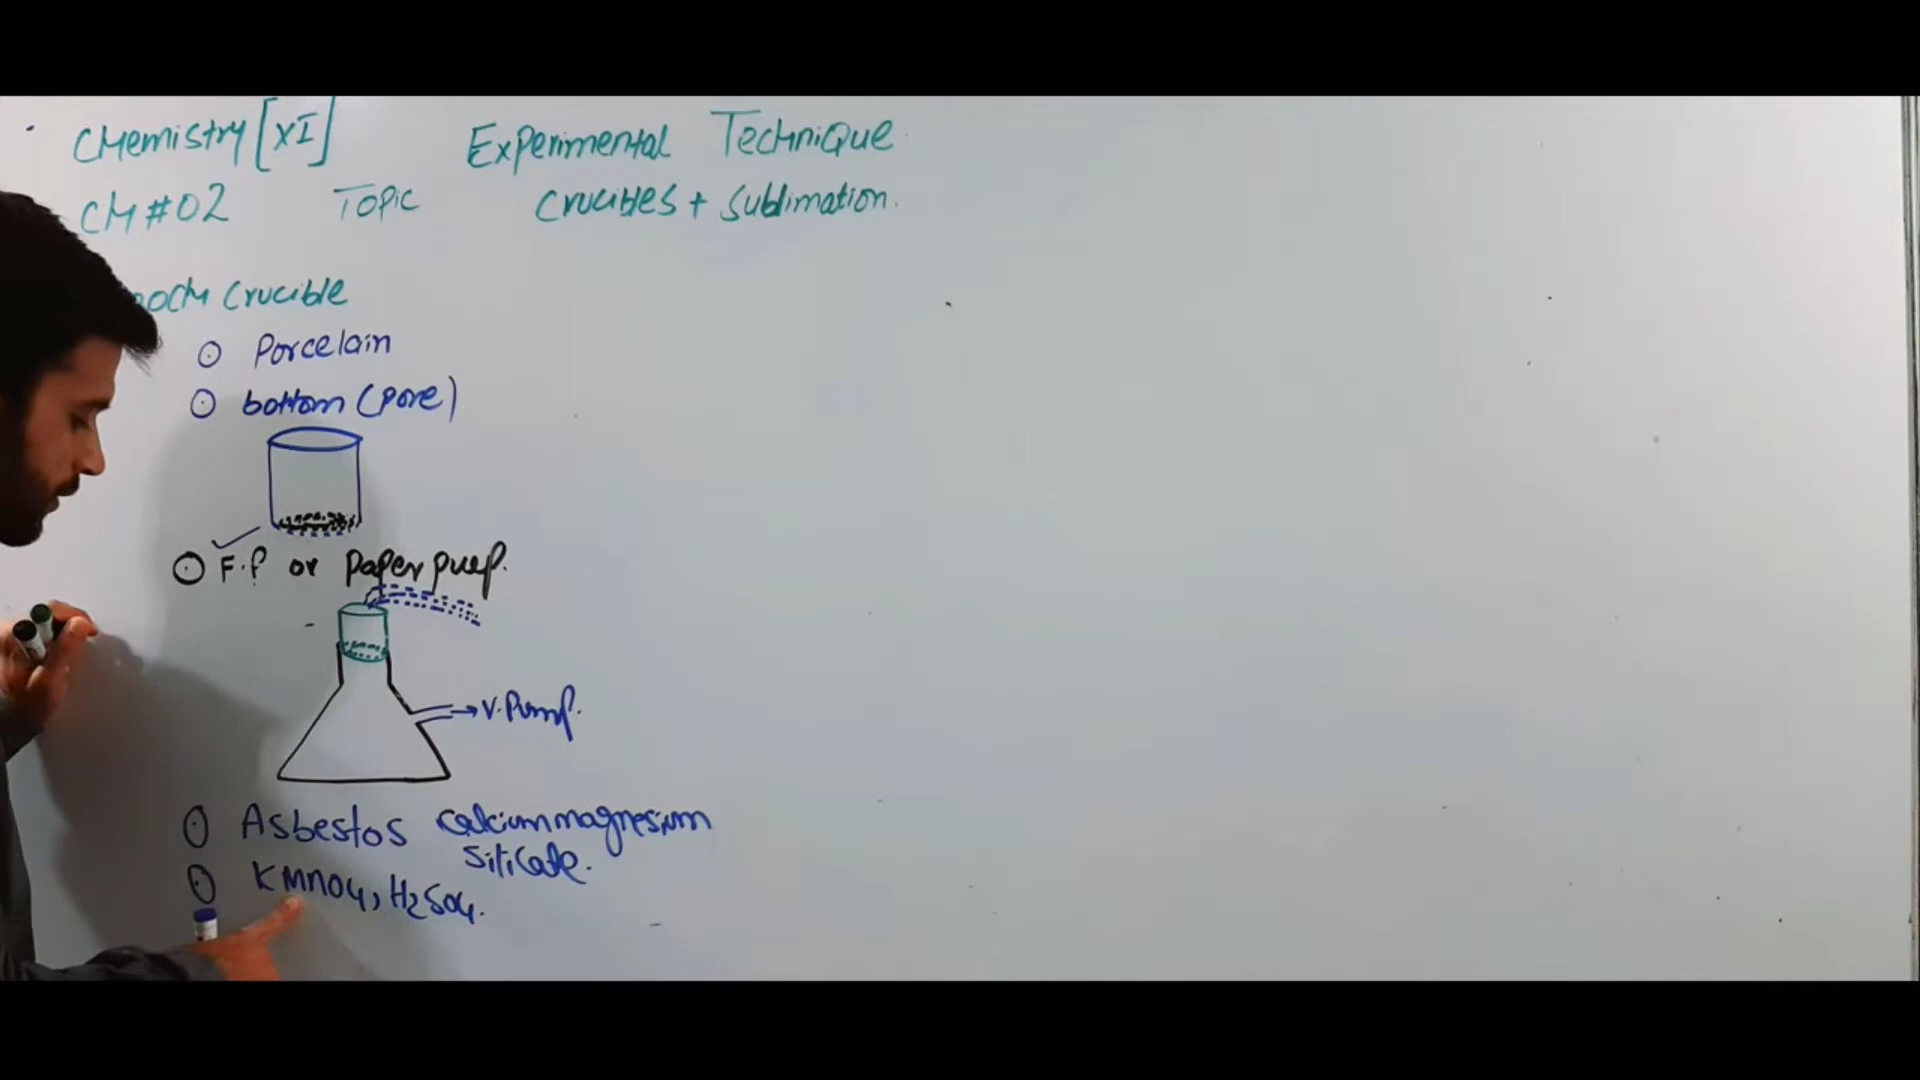 Chemistry [XI] Experimental Technique
CH #02 Topic Crucibles + Sublimation.
ooch Crucible
Porcelain
bottom (pore)
F.P or paper pulp.
V. Pump.
Asbestos calcium magnesium
silicate.
KMnO4, H2SO4.